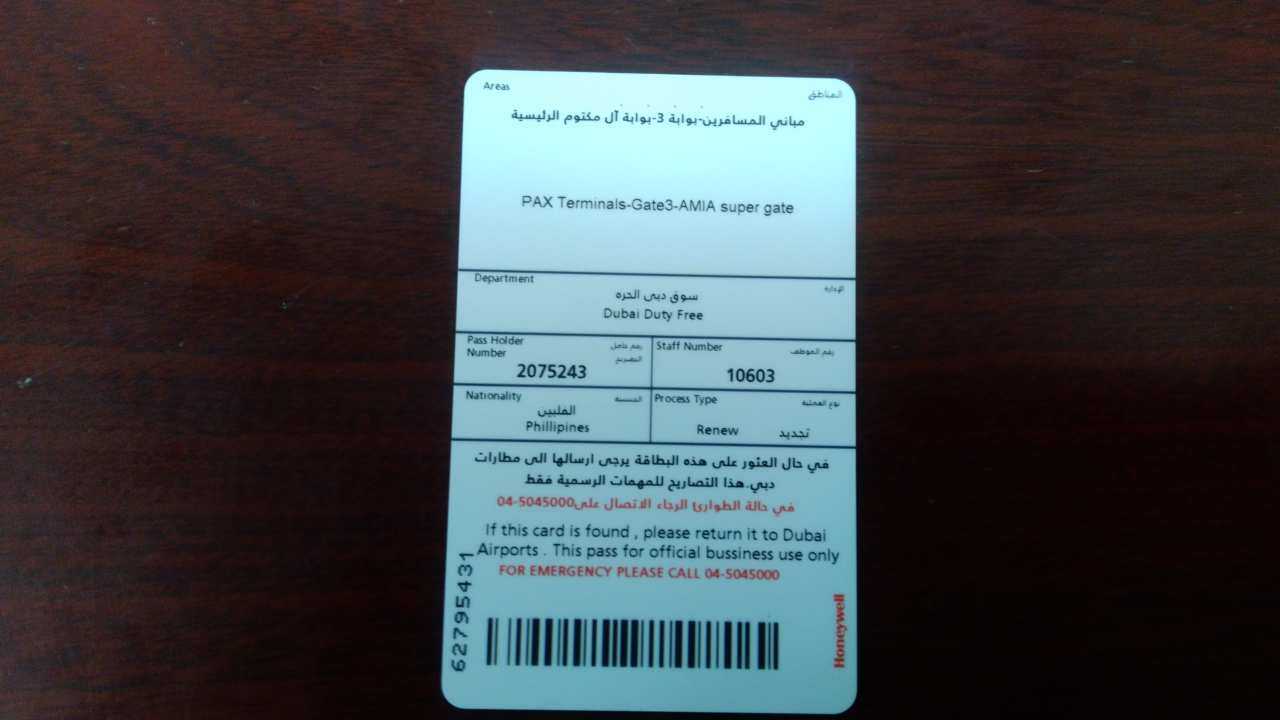 Areas المناطق
مباني المسافرين-بوابة 3-بوابة آل مكتوم الرئيسية
PAX Terminals-Gate3-AMIA super gate
Department الإدارة
سوق دبي الحره
Dubai Duty Free
Pass Holder Number رقم حامل التصريح
2075243
Staff Number رقم الموظف
10603
Nationality الجنسية
الفلبين
Phillipines
Process Type نوع العملية
Renew تجديد
في حال العثور على هذه البطاقة يرجى ارسالها الى مطارات
دبي.هذا التصاريح للمهمات الرسمية فقط
في حالة الطوارئ الرجاء الاتصال على04-5045000
If this card is found , please return it to Dubai
Airports . This pass for official bussiness use only
FOR EMERGENCY PLEASE CALL 04-5045000
62795431
Honeywell